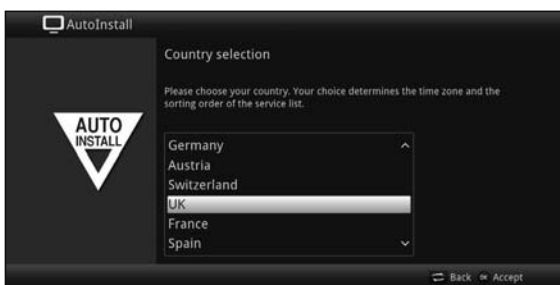 AutoInstall
Country selection
Please choose your country. Your choice determines the time zone and the
sorting order of the service list.
AUTO
INSTALL
Germany
Austria
Switzerland
UK
France
Spain
Back OK Accept